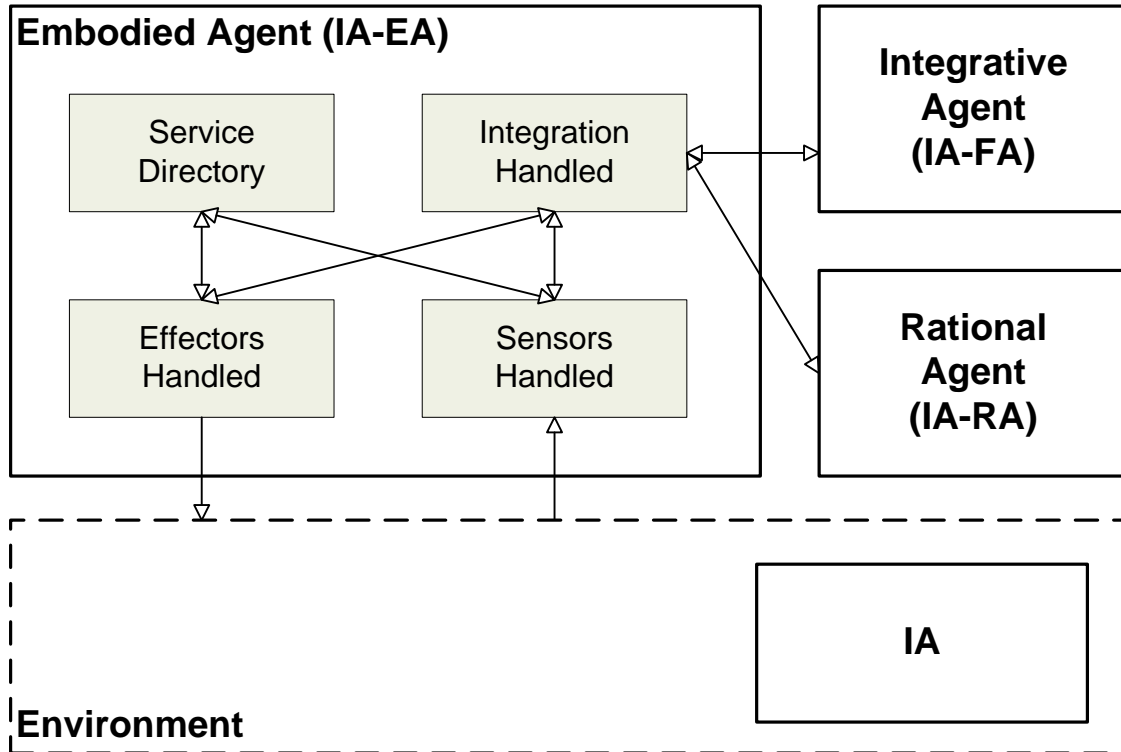 Embodied Agent (IA-EA)
Service
Directory
Integration
Handled
Effectors
Handled
Sensors
Handled
Integrative
Agent
(IA-FA)
Rational
Agent
(IA-RA)
IA
Environment